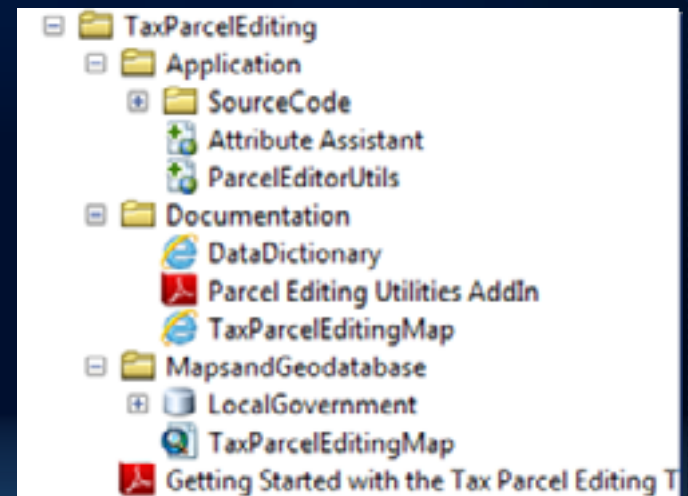 TaxParcelEditing
Application
SourceCode
Attribute Assistant
ParcelEditorUtils
Documentation
DataDictionary
Parcel Editing Utilities AddIn
TaxParcelEditingMap
MapsandGeodatabase
LocalGovernment
TaxParcelEditingMap
Getting Started with the Tax Parcel Editing T